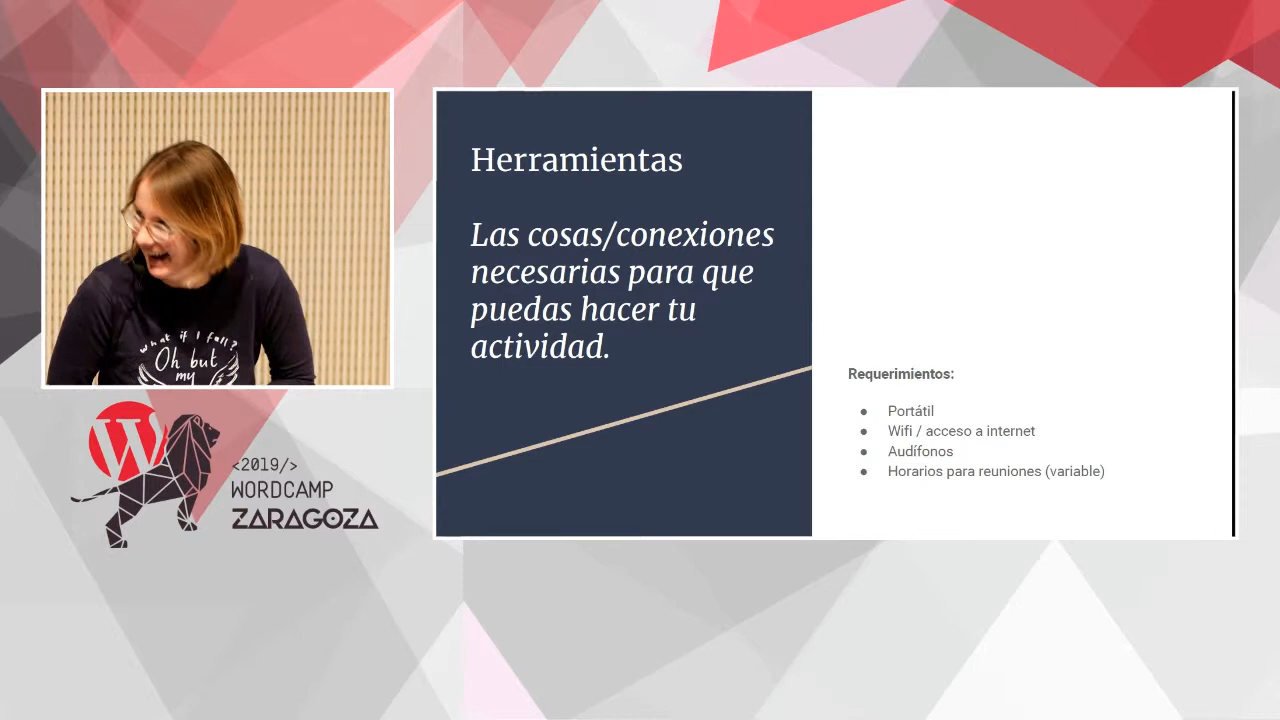 what if I fall?
Oh but
my
W
<2019/>
WORDCAMP
ZARAGOZA
Herramientas
Las cosas/conexiones
necesarias para que
puedas hacer tu
actividad.
Requerimientos:
● Portátil
● Wifi / acceso a internet
● Audífonos
● Horarios para reuniones (variable)